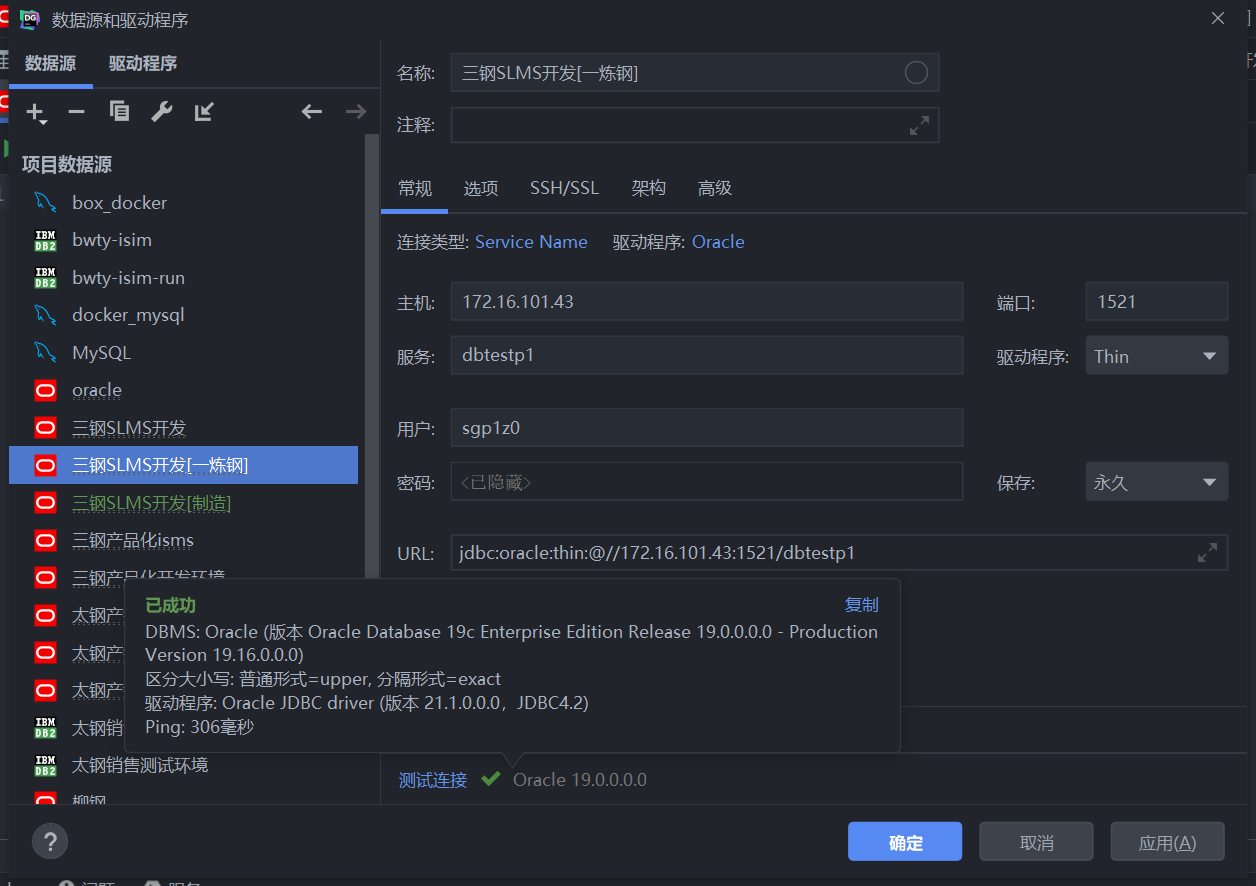 数据源和驱动程序
数据源 驱动程序
项目数据源
box_docker
bwty-isim
bwty-isim-run
docker_mysql
MySQL
oracle
三钢SLMS开发
三钢SLMS开发[一炼钢]
三钢SLMS开发[制造]
三钢产品化isms
三钢产品化开发环境
太钢产
太钢产
太钢产
太钢销
太钢销售测试环境
柳钢
名称: 三钢SLMS开发[一炼钢]
注释:
常规 选项 SSH/SSL 架构 高级
连接类型: Service Name 驱动程序: Oracle
主机: 172.16.101.43 端口: 1521
服务: dbtestp1 驱动程序: Thin
用户: sgp1z0
密码: <已隐藏> 保存: 永久
URL: jdbc:oracle:thin:@//172.16.101.43:1521/dbtestp1
已成功 复制
DBMS: Oracle (版本 Oracle Database 19c Enterprise Edition Release 19.0.0.0.0 - Production
Version 19.16.0.0.0)
区分大小写: 普通形式=upper, 分隔形式=exact
驱动程序: Oracle JDBC driver (版本 21.1.0.0.0，JDBC4.2)
Ping: 306毫秒
测试连接 Oracle 19.0.0.0.0
? 确定 取消 应用(A)